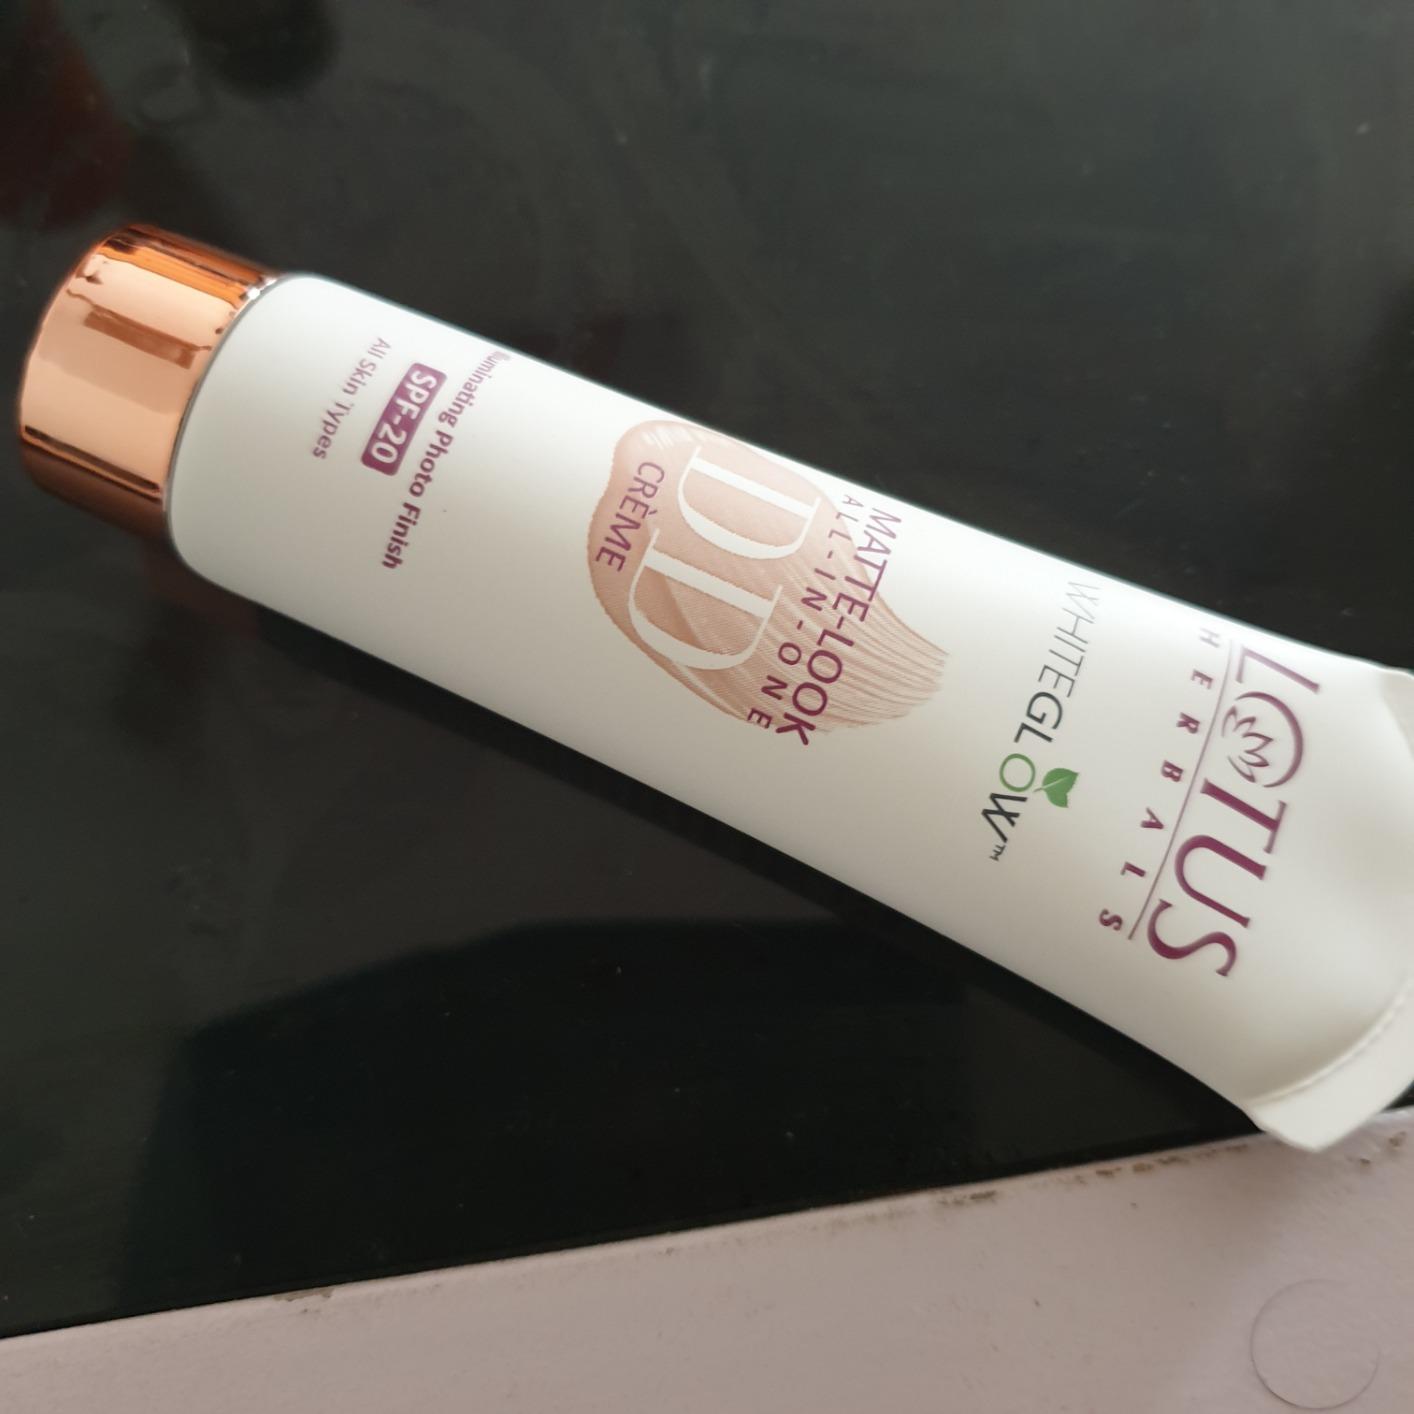 LOTUS
HERBALS
WHITEGLOW™
MATTE-LOOK
ALL-IN-ONE
DD
CRÈME
Illuminating Photo Finish
SPF-20
All Skin Types